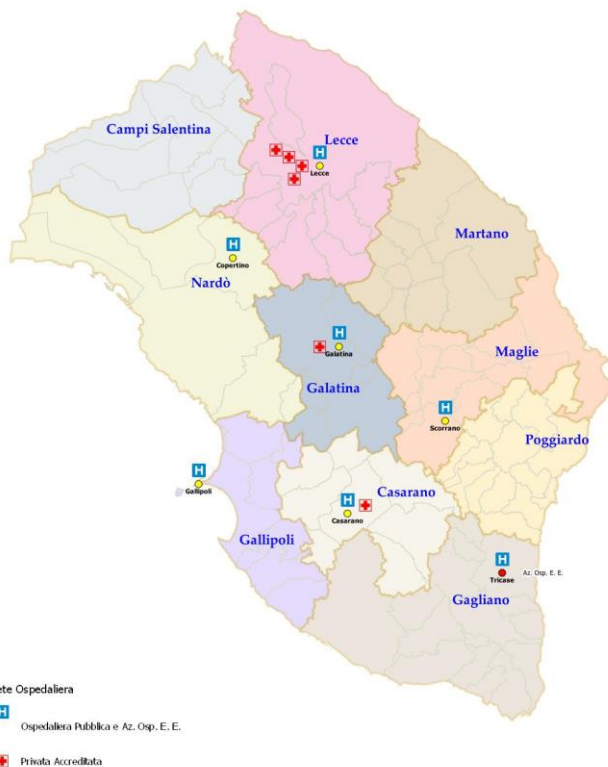 Campi Salentina
Lecce
H
Lecce
Martano
H
Copertino
Nardò
H
Galatina
Maglie
Galatina
H
Scorrano
Poggiardo
H
Gallipoli
Casarano
H
Casarano
Gallipoli
H
Tricase
Az. Osp. E. E.
Gagliano
ete Ospedaliera
H
Ospedaliera Pubblica e Az. Osp. E. E.
Privata Accreditata